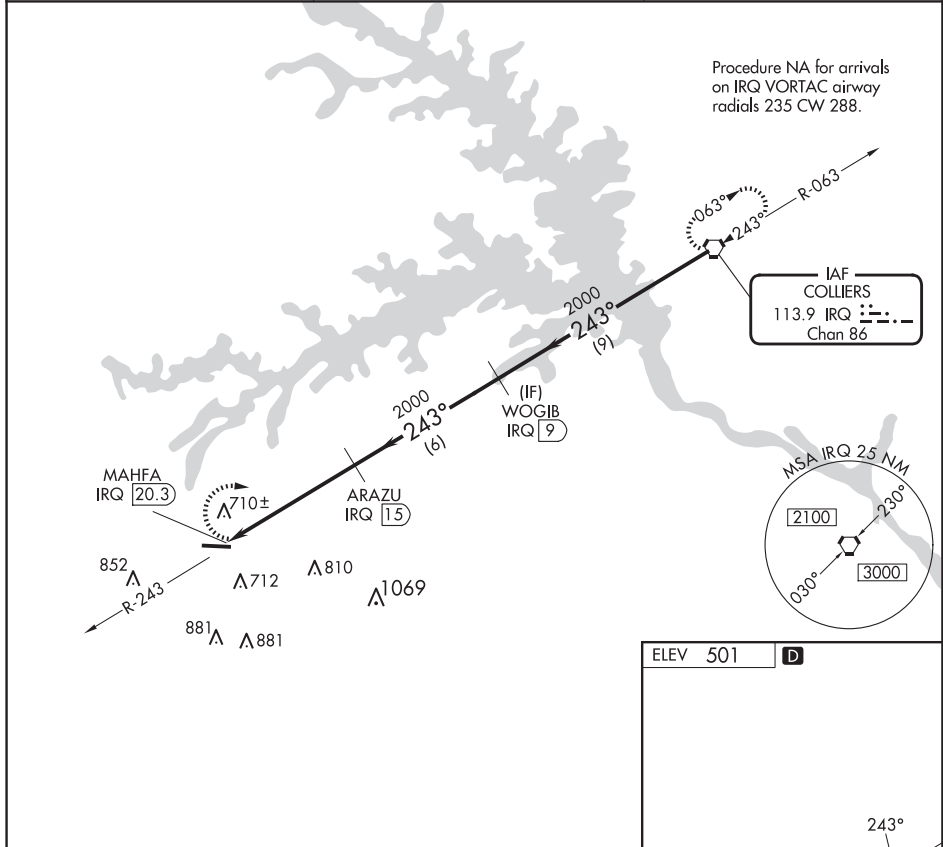 Procedure NA for arrivals
on IRQ VORTAC airway
radials 235 CW 288.
R-063
063°
243°
IAF
COLLIERS
113.9 IRQ
Chan 86
2000
243°
(9)
(IF)
WOGIB
IRQ 9
2000
243°
(6)
ARAZU
IRQ 15
MAHFA
IRQ 20.3
710±
852
R-243
712
810
1069
881
881
MSA IRQ 25 NM
2100
230°
030°
3000
ELEV 501 D
243°